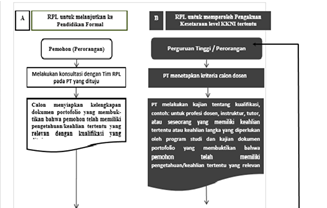 A
RPL untuk melanjutkan ke
Pendidikan Formal
Pemohon (Perorangan)
Melakukan konsultasi dengan Tim RPL
pada PT yang dituju
Calon menyiapkan kelengkapan
dokumen portofolio yang membuk-
tikan bahwa pemohon telah memiliki
pengetahuan/keahlian tertentu yang
relevan dengan kualifikasi yang
B
RPL untuk memperoleh Pengakuan
Kesetaraan level KKNI tertentu
Perguruan Tinggi / Perorangan
PT menetapkan kriteria calon dosen
PT melakukan kajian tentang kualifikasi,
contoh: untuk profesi dosen, instruktur, tutor,
atau seseorang yang memiliki keahlian
tertentu atau keahlian langka yang diperlukan
oleh program studi dan kajian dokumen
portofolio yang membuktikan bahwa
pemohon telah memiliki
pengetahuan/keahlian tertentu yang relevan